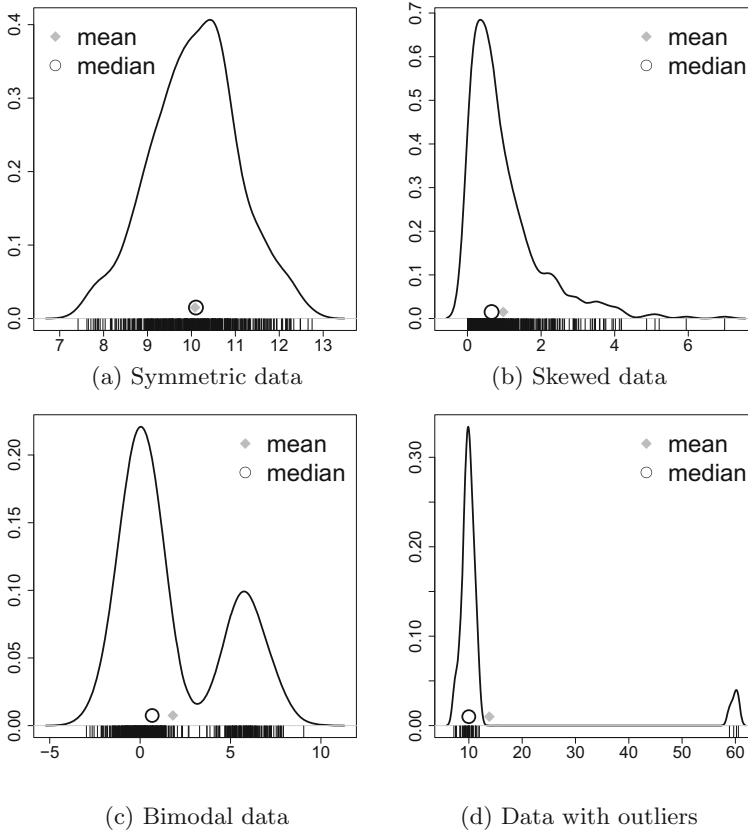 mean
median
0.0 0.1 0.2 0.3 0.4
7 8 9 10 11 12 13
(a) Symmetric data
mean
median
0.0 0.1 0.2 0.3 0.4 0.5 0.6 0.7
0 2 4 6
(b) Skewed data
mean
median
0.00 0.05 0.10 0.15 0.20
−5 0 5 10
(c) Bimodal data
mean
median
0.00 0.10 0.20 0.30
10 20 30 40 50 60
(d) Data with outliers